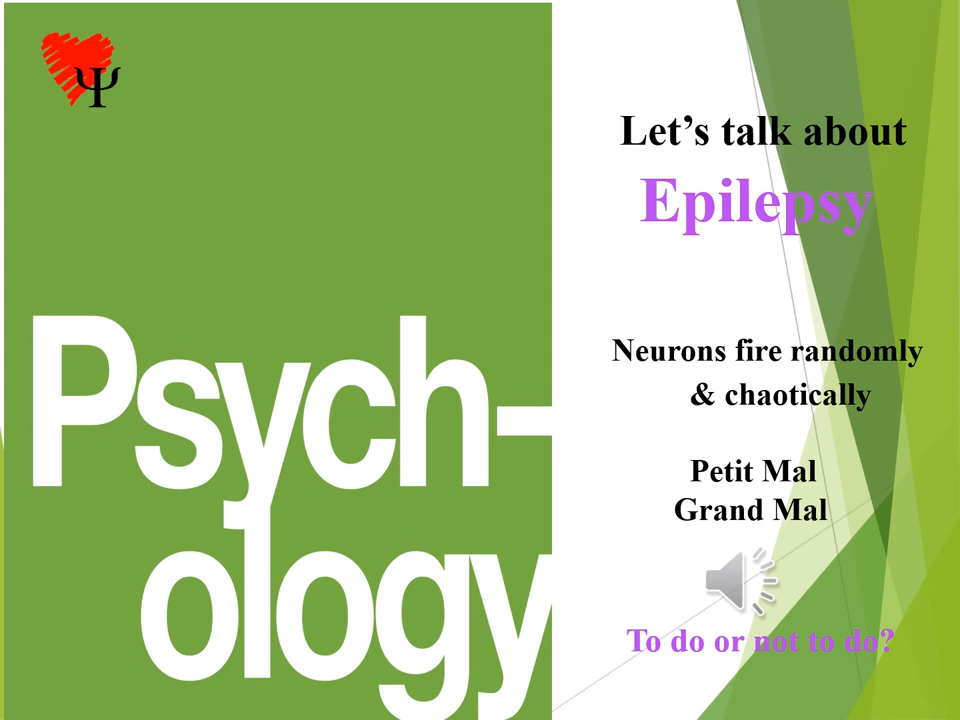 Ψ
Psych-
ology
Let’s talk about
Epilepsy
Neurons fire randomly
& chaotically
Petit Mal
Grand Mal
To do or not to do?